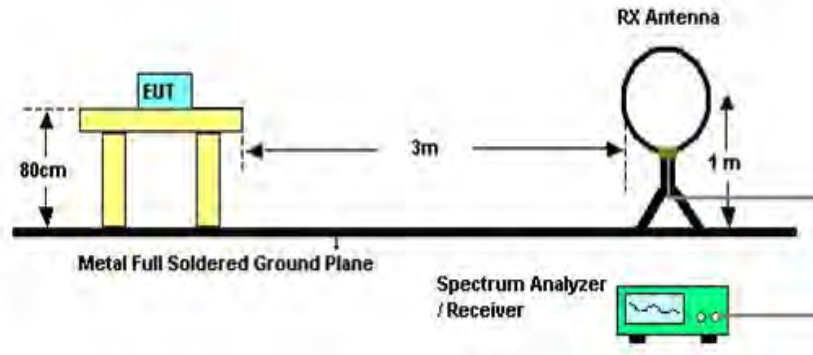 RX Antenna
EUT
3m
80cm
1 m
Metal Full Soldered Ground Plane
Spectrum Analyzer
/ Receiver